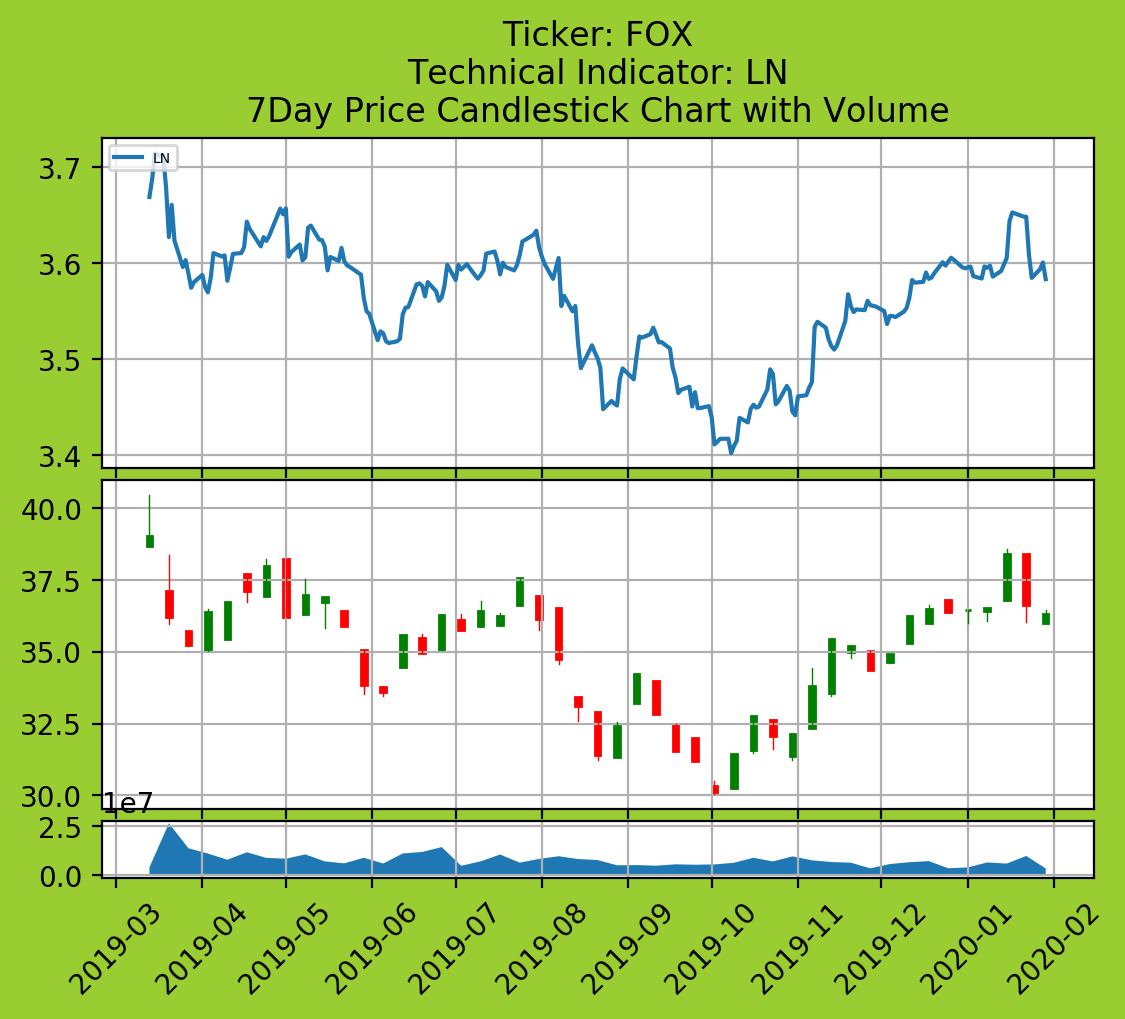 Ticker: FOX
Technical Indicator: LN
7Day Price Candlestick Chart with Volume
LN
3.7
3.6
3.5
3.4
40.0
37.5
35.0
32.5
30.0
1e7
2.5
0.0
2019-03 2019-04 2019-05 2019-06 2019-07 2019-08 2019-09 2019-10 2019-11 2019-12 2020-01 2020-02